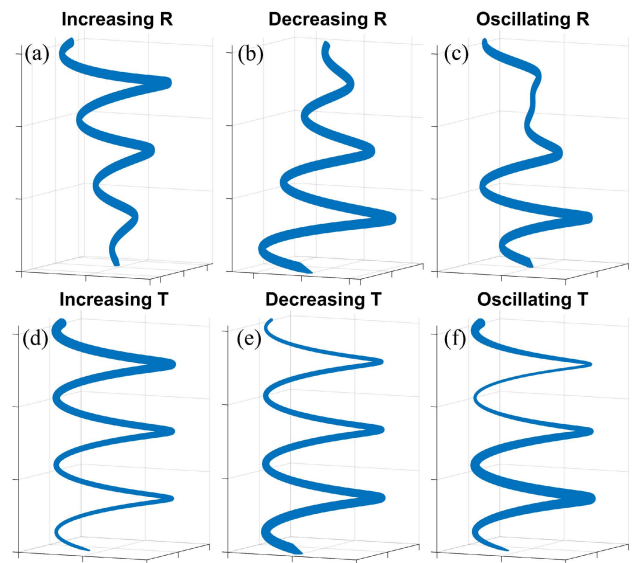 Increasing R
Decreasing R
Oscillating R
(a)
(b)
(c)
Increasing T
Decreasing T
Oscillating T
(d)
(e)
(f)